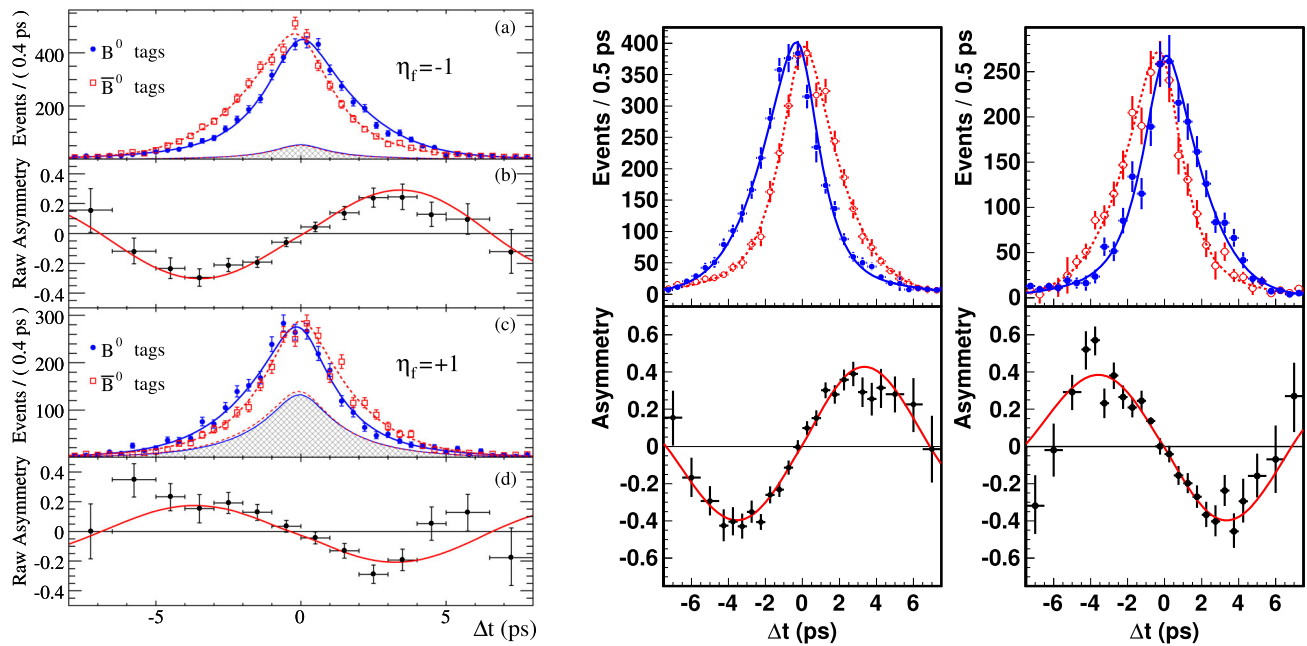 (a)
B⁰ tags
B̅⁰ tags
η_f=-1
Events / ( 0.4 ps )
400
200
(b)
Raw Asymmetry
0.4
0.2
0
-0.2
-0.4
(c)
B⁰ tags
B̅⁰ tags
η_f=+1
Events / ( 0.4 ps )
300
200
100
(d)
Raw Asymmetry
0.4
0.2
0
-0.2
-0.4
-5 0 5
Δt (ps)
Events / 0.5 ps
400
350
300
250
200
150
100
50
0
Asymmetry
0.6
0.4
0.2
0
-0.2
-0.4
-0.6
-6 -4 -2 0 2 4 6
Δt (ps)
Events / 0.5 ps
250
200
150
100
50
0
Asymmetry
0.6
0.4
0.2
0
-0.2
-0.4
-0.6
-6 -4 -2 0 2 4 6
Δt (ps)